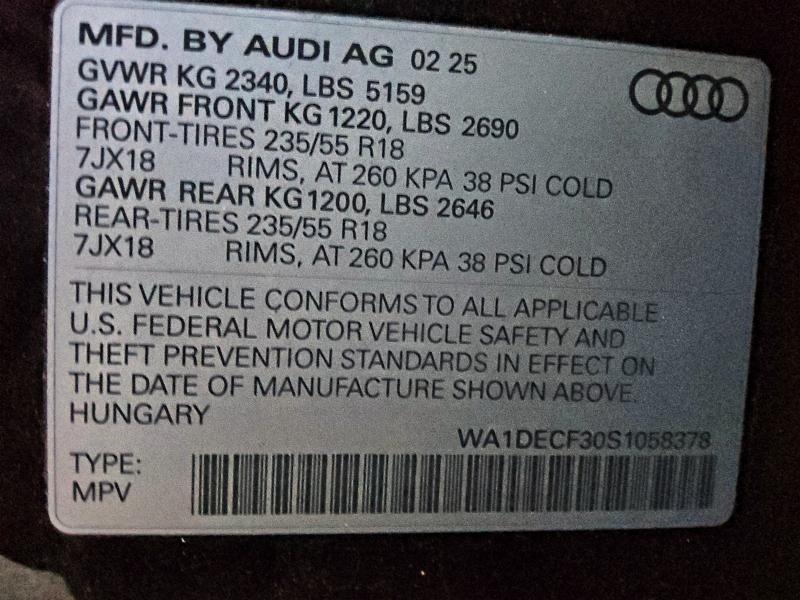 MFD. BY AUDI AG 02 25
GVWR KG 2340, LBS 5159
GAWR FRONT KG 1220, LBS 2690
FRONT-TIRES 235/55 R18
7JX18 RIMS, AT 260 KPA 38 PSI COLD
GAWR REAR KG 1200, LBS 2646
REAR-TIRES 235/55 R18
7JX18 RIMS, AT 260 KPA 38 PSI COLD
THIS VEHICLE CONFORMS TO ALL APPLICABLE
U.S. FEDERAL MOTOR VEHICLE SAFETY AND
THEFT PREVENTION STANDARDS IN EFFECT ON
THE DATE OF MANUFACTURE SHOWN ABOVE.
HUNGARY
WA1DECF30S1058378
TYPE:
MPV